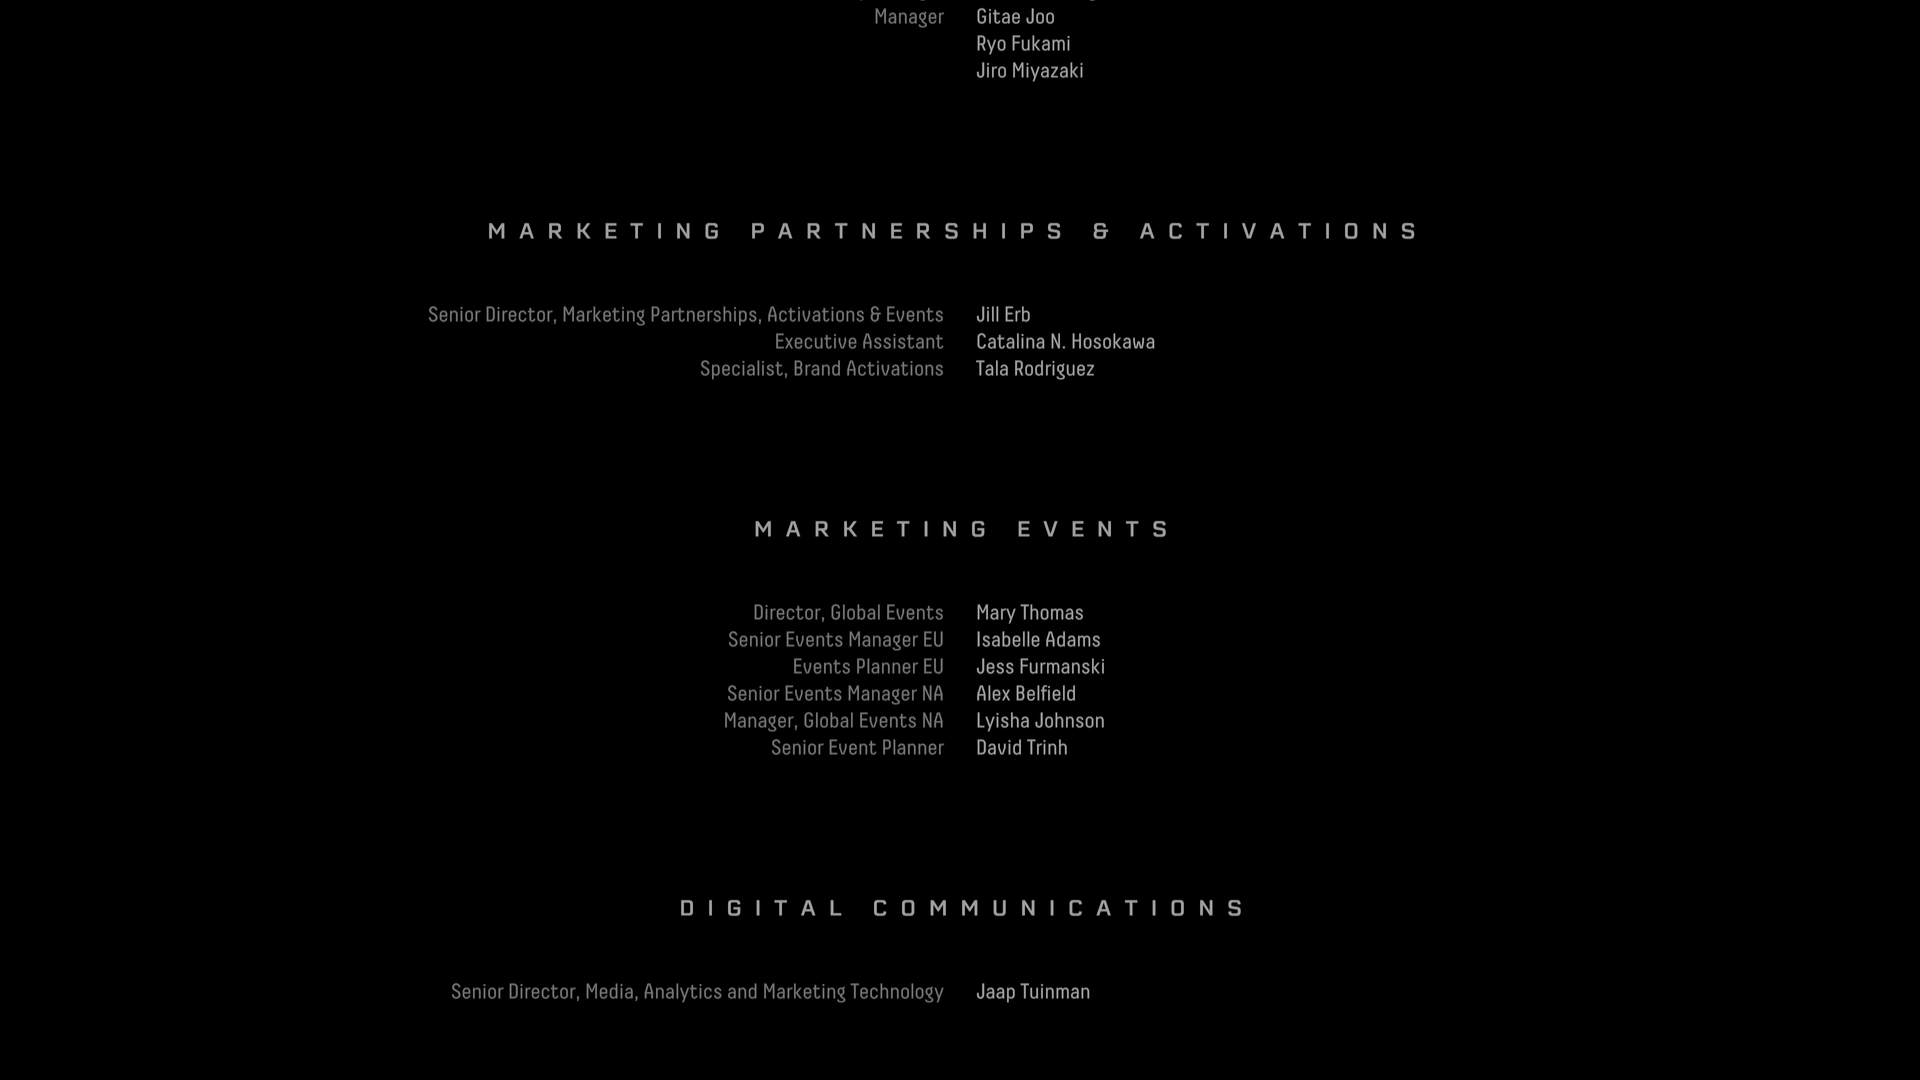 Manager Gitae Joo
Ryo Fukami
Jiro Miyazaki
MARKETING PARTNERSHIPS & ACTIVATIONS
Senior Director, Marketing Partnerships, Activations & Events Jill Erb
Executive Assistant Catalina N. Hosokawa
Specialist, Brand Activations Tala Rodriguez
MARKETING EVENTS
Director, Global Events Mary Thomas
Senior Events Manager EU Isabelle Adams
Events Planner EU Jess Furmanski
Senior Events Manager NA Alex Belfield
Manager, Global Events NA Lyisha Johnson
Senior Event Planner David Trinh
DIGITAL COMMUNICATIONS
Senior Director, Media, Analytics and Marketing Technology Jaap Tuinman